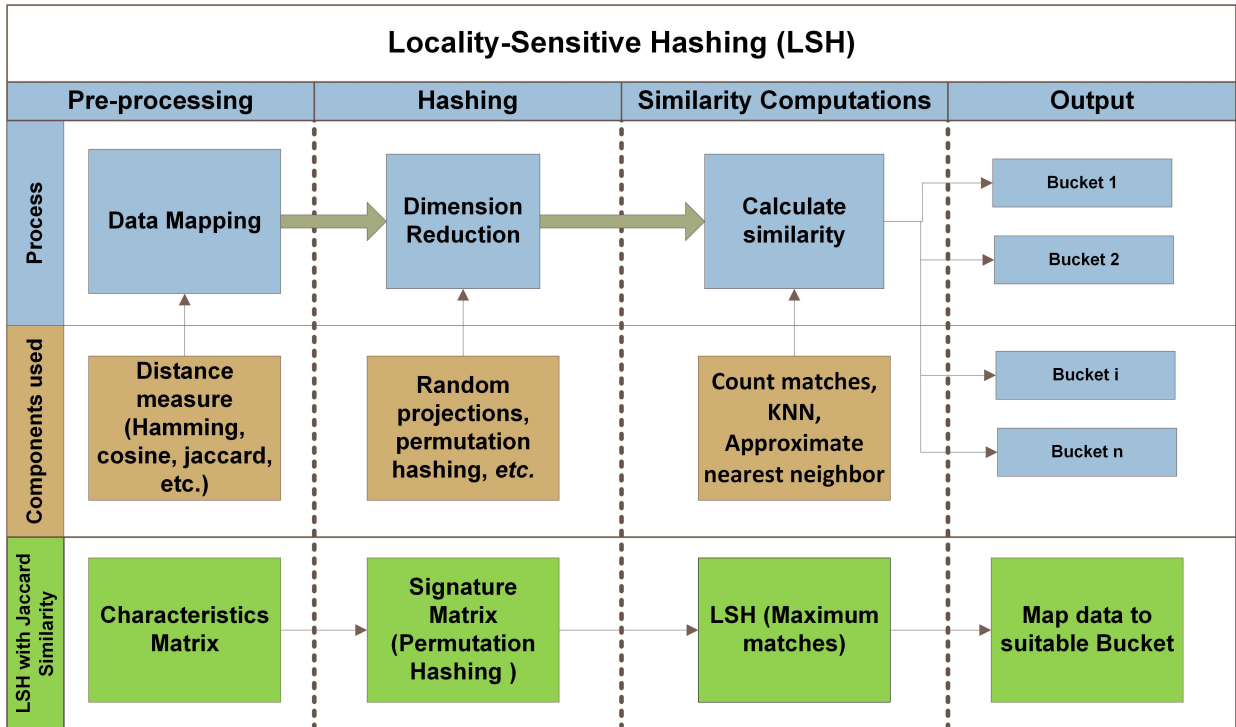 Locality-Sensitive Hashing (LSH)
Pre-processing
Hashing
Similarity Computations
Output
Process
Data Mapping
Dimension
Reduction
Calculate
similarity
Bucket 1
Bucket 2
Bucket i
Bucket n
Components used
Distance
measure
(Hamming,
cosine, jaccard,
etc.)
Random
projections,
permutation
hashing, etc.
Count matches,
KNN,
Approximate
nearest neighbor
LSH with Jaccard
Similarity
Characteristics
Matrix
Signature
Matrix
(Permutation
Hashing )
LSH (Maximum
matches)
Map data to
suitable Bucket